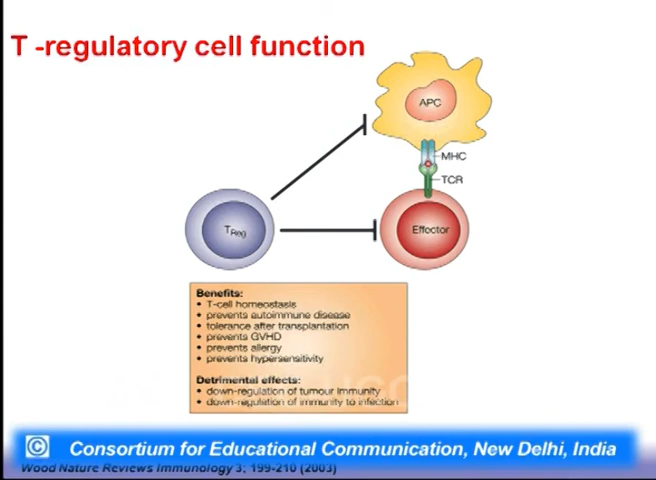 T -regulatory cell function
APC
MHC
TCR
TReg
Effector
Benefits:
• T-cell homeostasis
• prevents autoimmune disease
• tolerance after transplantation
• prevents GVHD
• prevents allergy
• prevents hypersensitivity
Detrimental effects:
• down-regulation of tumour immunity
• down-regulation of immunity to infection
© Consortium for Educational Communication, New Delhi, India
Wood Nature Reviews Immunology 3; 199-210 (2003)